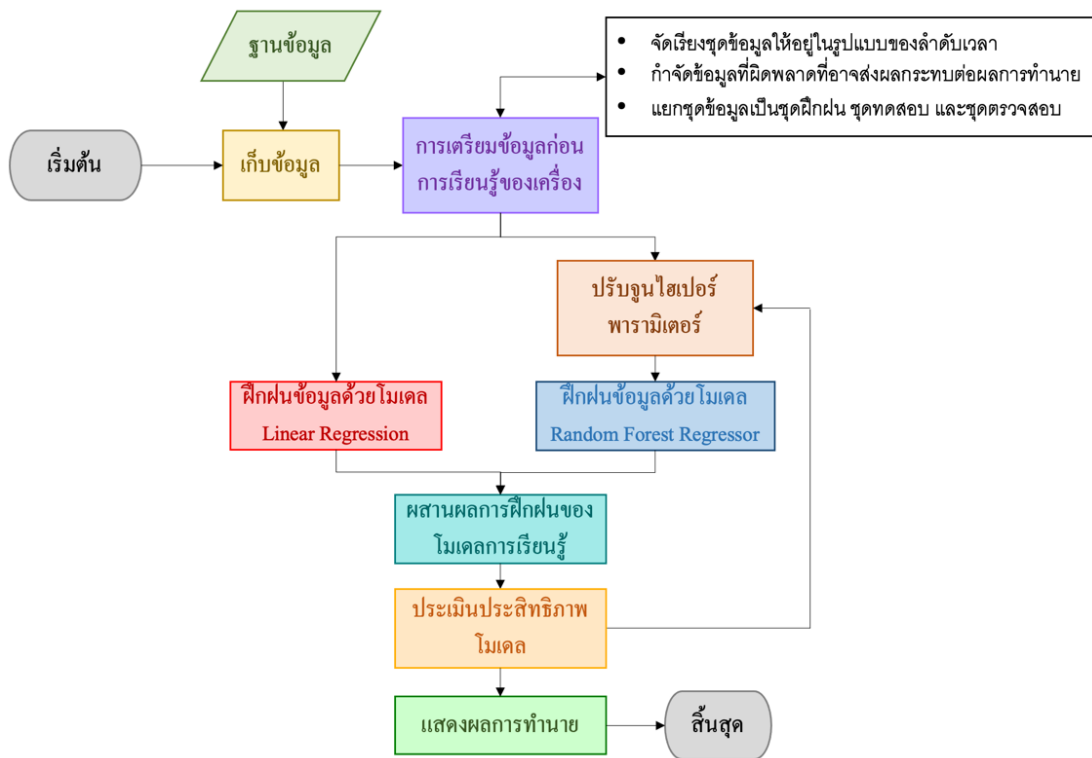 ฐานข้อมูล
• จัดเรียงชุดข้อมูลให้อยู่ในรูปแบบของลำดับเวลา
• กำจัดข้อมูลที่ผิดพลาดที่อาจส่งผลกระทบต่อผลการทำนาย
• แยกชุดข้อมูลเป็นชุดฝึกฝน ชุดทดสอบ และชุดตรวจสอบ
เริ่มต้น
เก็บข้อมูล
การเตรียมข้อมูลก่อน
การเรียนรู้ของเครื่อง
ปรับจูนไฮเปอร์
พารามิเตอร์
ฝึกฝนข้อมูลด้วยโมเดล
Linear Regression
ฝึกฝนข้อมูลด้วยโมเดล
Random Forest Regressor
ผสานผลการฝึกฝนของ
โมเดลการเรียนรู้
ประเมินประสิทธิภาพ
โมเดล
แสดงผลการทำนาย
สิ้นสุด